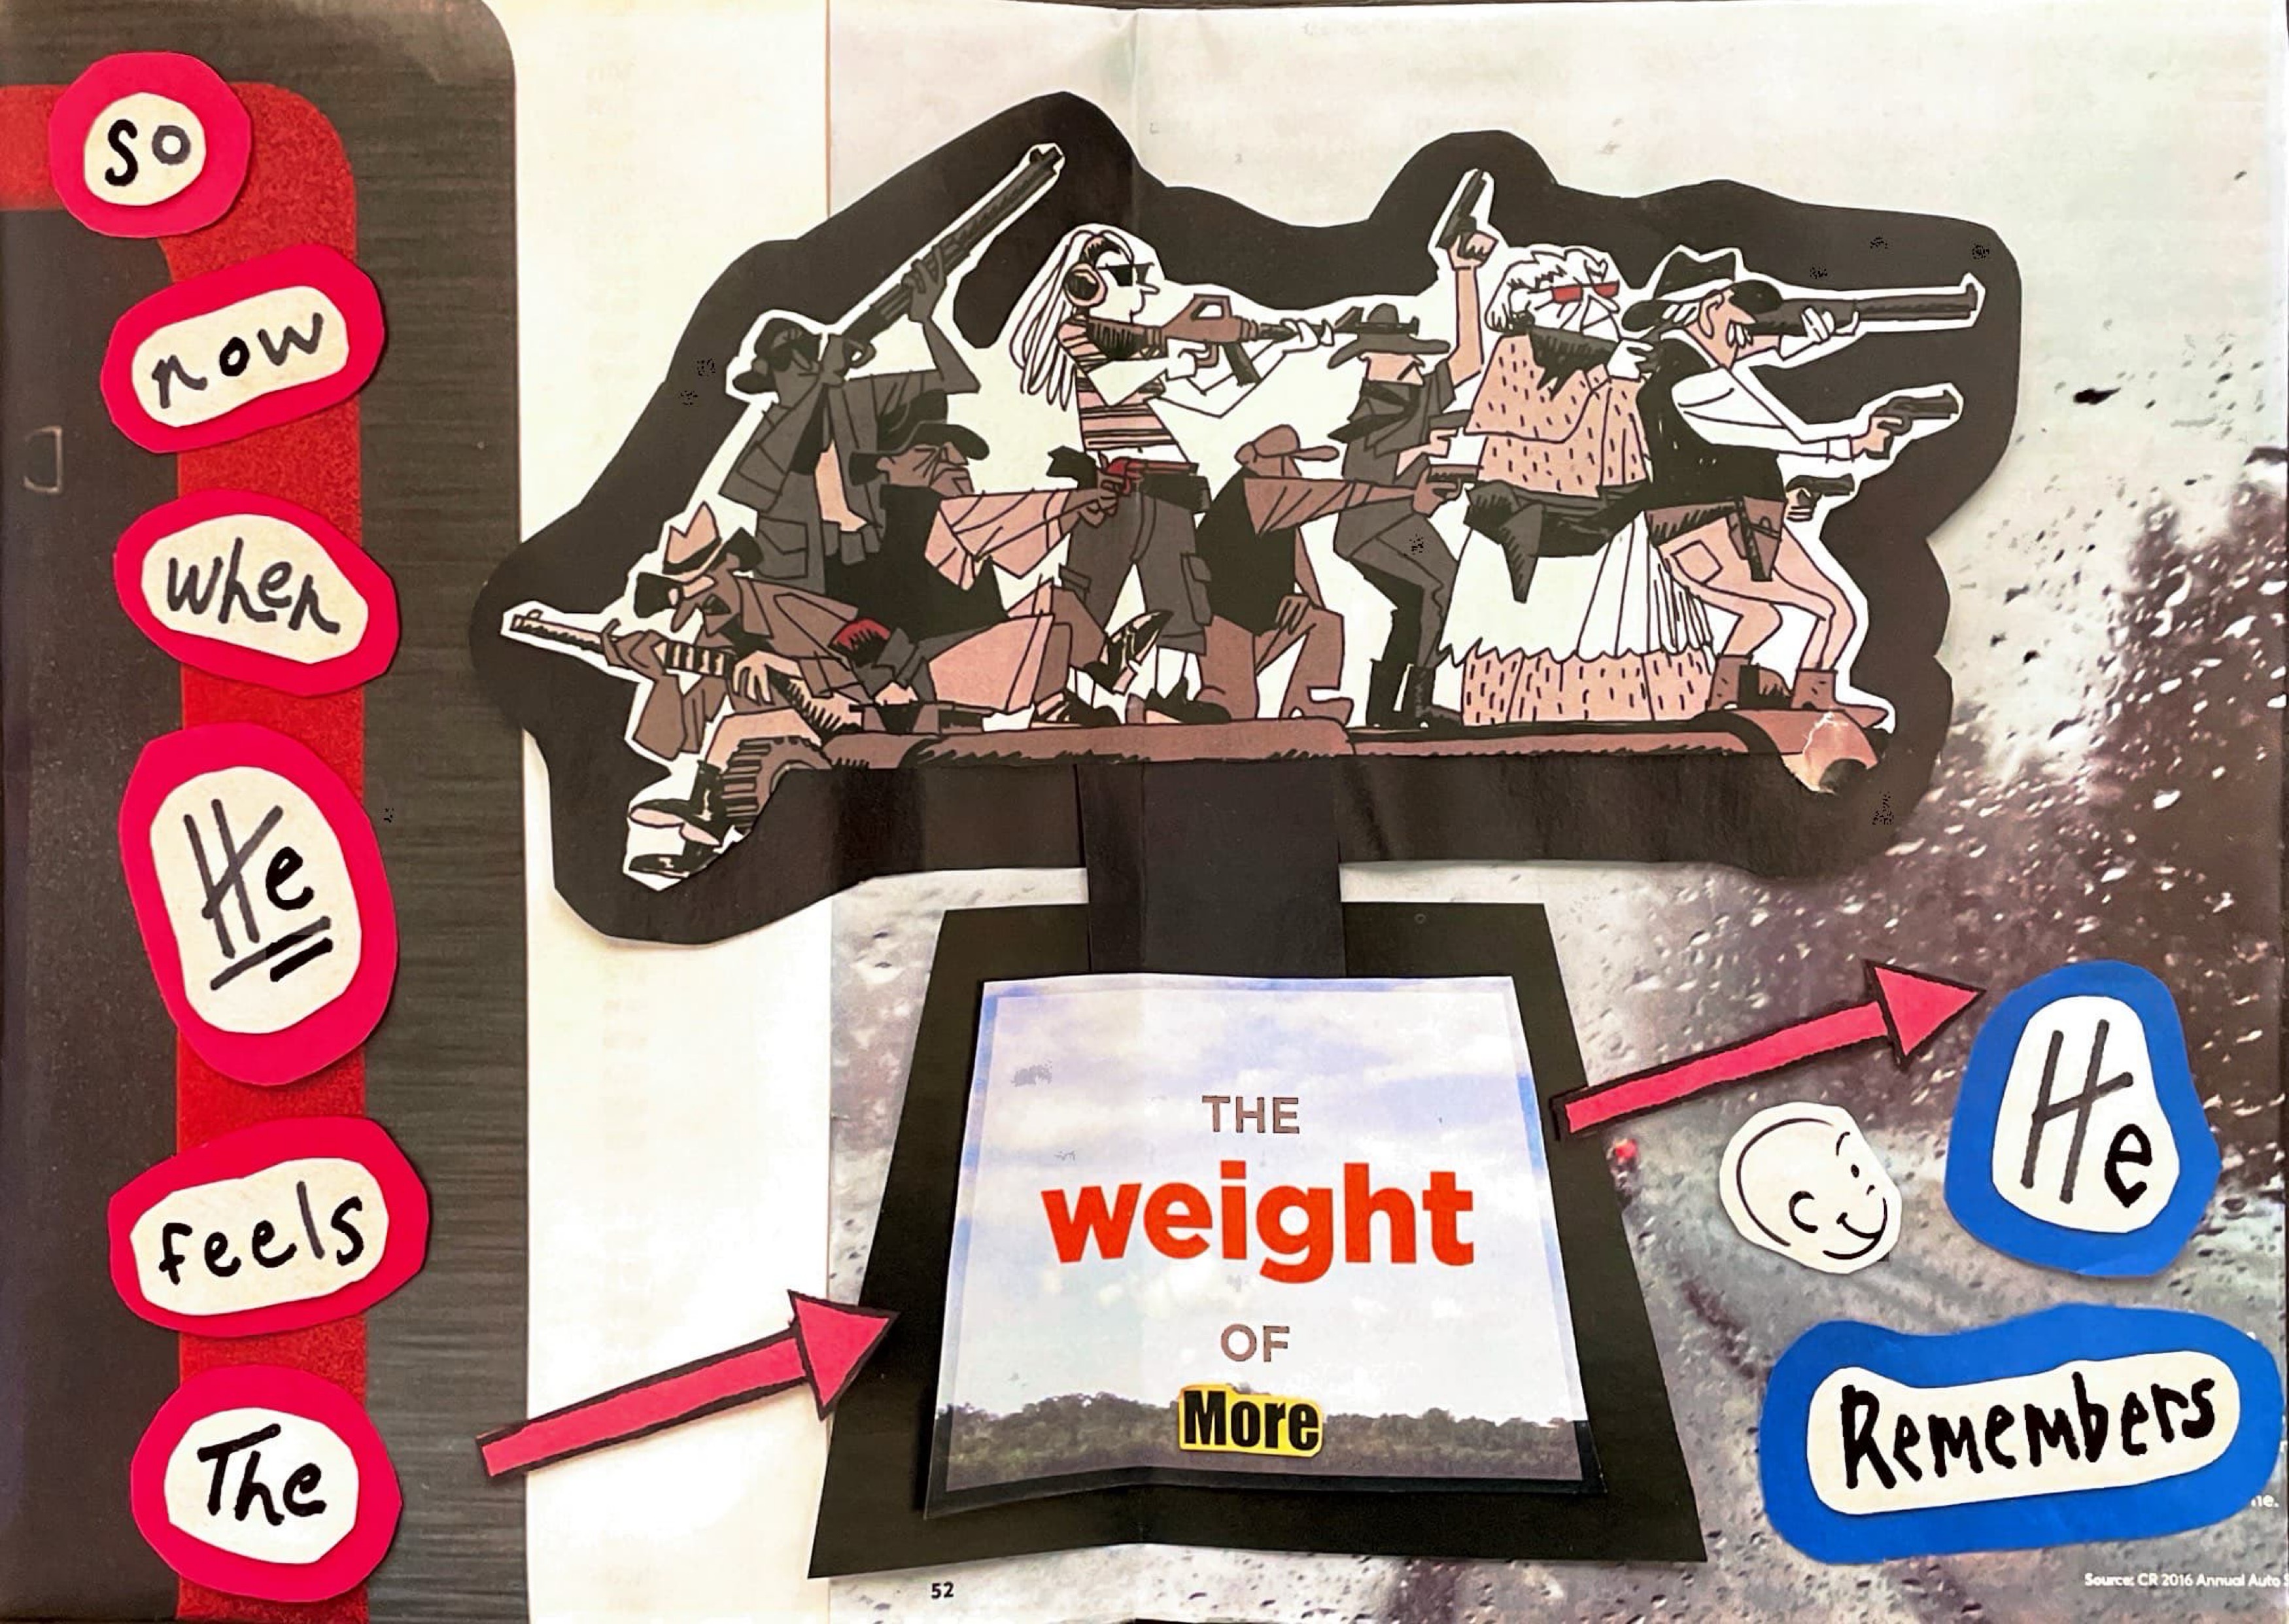 so
now
when
He
feels
The
THE
weight
OF
More
He
Remembers
52
Source: CR 2016 Annual Auto